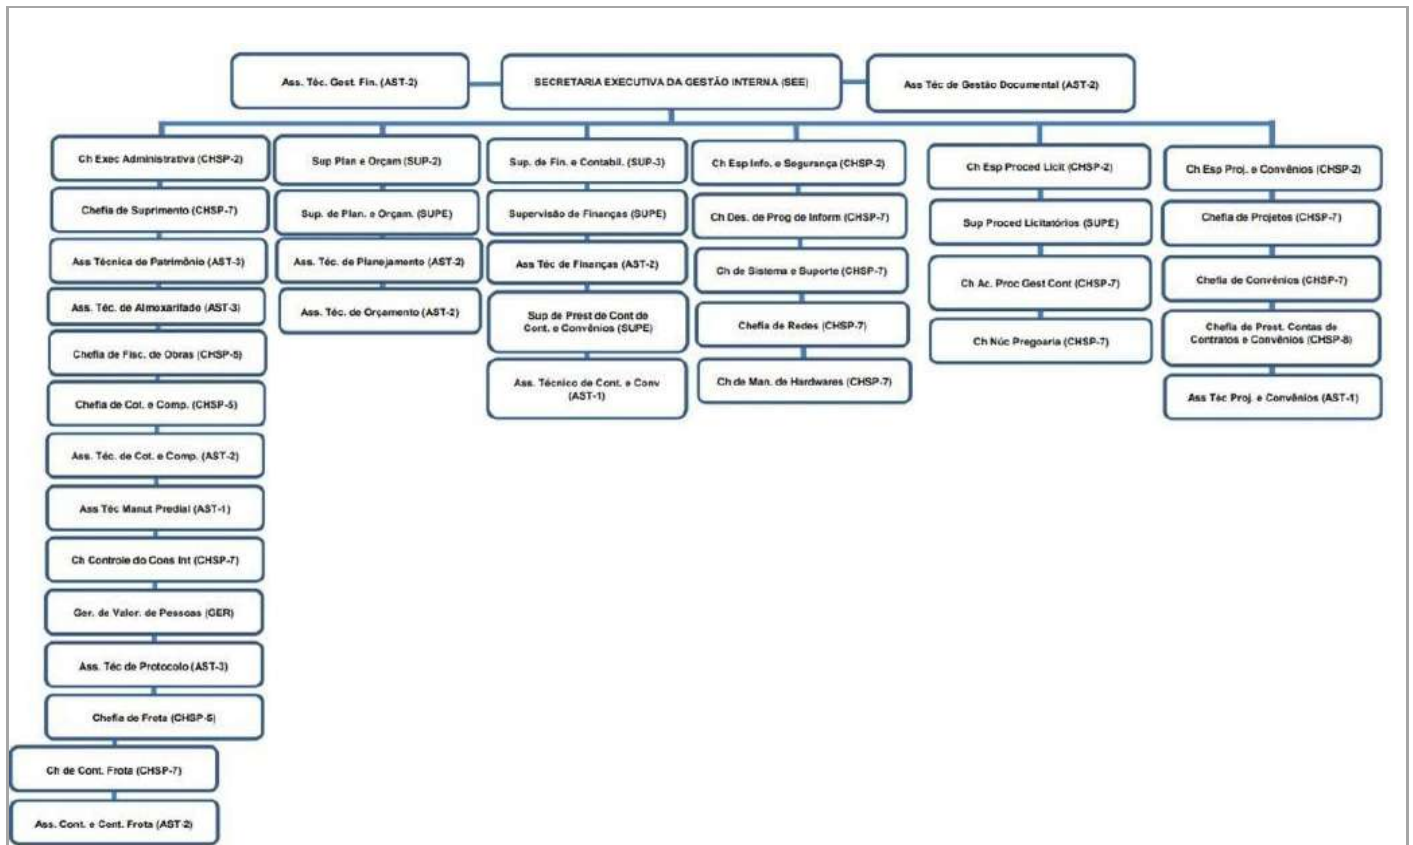 Ass. Téc. Gest. Fin. (AST-2)
SECRETARIA EXECUTIVA DA GESTÃO INTERNA (SEE)
Ass Téc de Gestão Documental (AST-2)
Ch Exec Administrativa (CHSP-2)
Chefia de Suprimento (CHSP-7)
Ass Técnica de Patrimônio (AST-3)
Ass. Téc. de Almoxarifado (AST-3)
Chefia de Fisc. de Obras (CHSP-5)
Chefia de Cot. e Comp. (CHSP-5)
Ass. Téc. de Cot. e Comp. (AST-2)
Ass Téc Manut Predial (AST-1)
Ch Controle do Cons Int (CHSP-7)
Ger. de Valor. de Pessoas (GER)
Ass. Téc de Protocolo (AST-3)
Chefia de Frota (CHSP-5)
Ch de Cont. Frota (CHSP-7)
Ass. Cont. e Cont. Frota (AST-2)
Sup Plan e Orçam (SUP-2)
Sup. de Plan. e Orçam. (SUPE)
Ass. Téc. de Planejamento (AST-2)
Ass. Téc. de Orçamento (AST-2)
Sup. de Fin. e Contabil. (SUP-3)
Supervisão de Finanças (SUPE)
Ass Téc de Finanças (AST-2)
Sup de Prest de Cont de
Cont. e Convênios (SUPE)
Ass. Técnico de Cont. e Conv
(AST-1)
Ch Esp Info. e Segurança (CHSP-2)
Ch Des. de Prog de Inform (CHSP-7)
Ch de Sistema e Suporte (CHSP-7)
Chefia de Redes (CHSP-7)
Ch de Man. de Hardwares (CHSP-7)
Ch Esp Proced Licit (CHSP-2)
Sup Proced Licitatórios (SUPE)
Ch Ac. Proc Gest Cont (CHSP-7)
Ch Núc Pregoaria (CHSP-7)
Ch Esp Proj. e Convênios (CHSP-2)
Chefia de Projetos (CHSP-7)
Chefia de Convênios (CHSP-7)
Chefia de Prest. Contas de
Contratos e Convênios (CHSP-8)
Ass Téc Proj. e Convênios (AST-1)